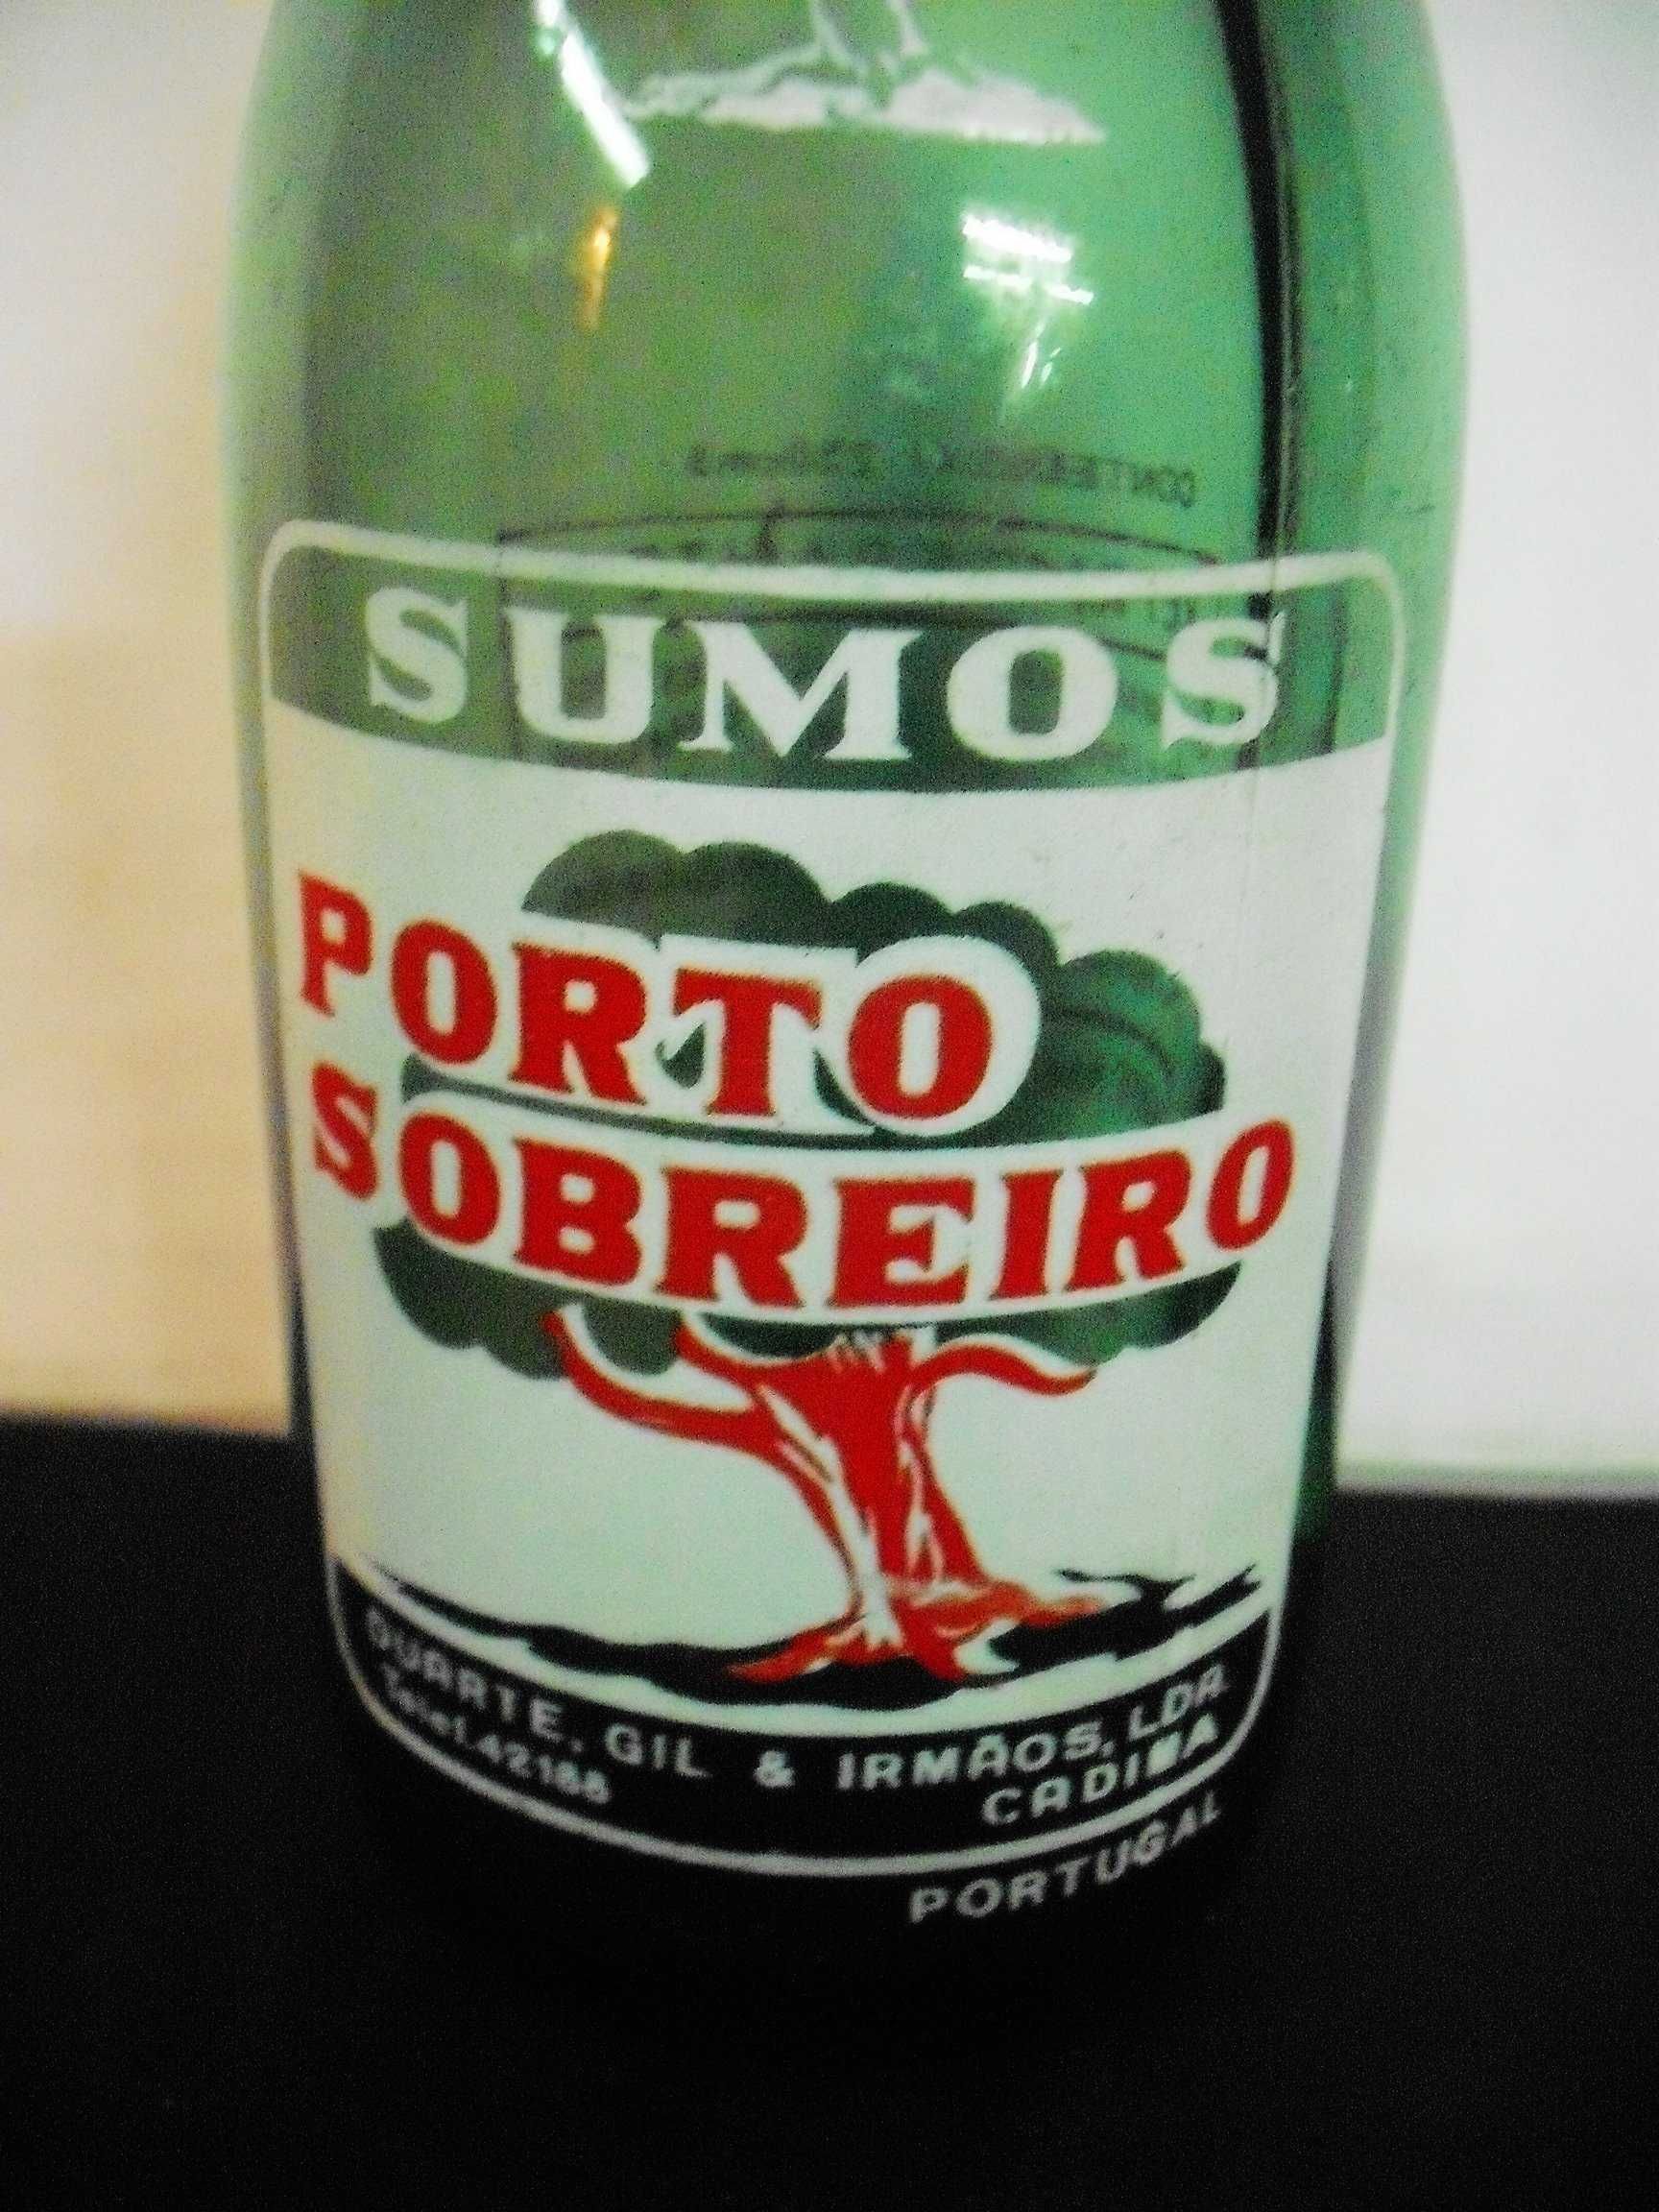 SUMOS
PORTO
SOBREIRO
DUARTE, GIL & IRMÃOS, LDA.
CADIMA
PORTUGAL